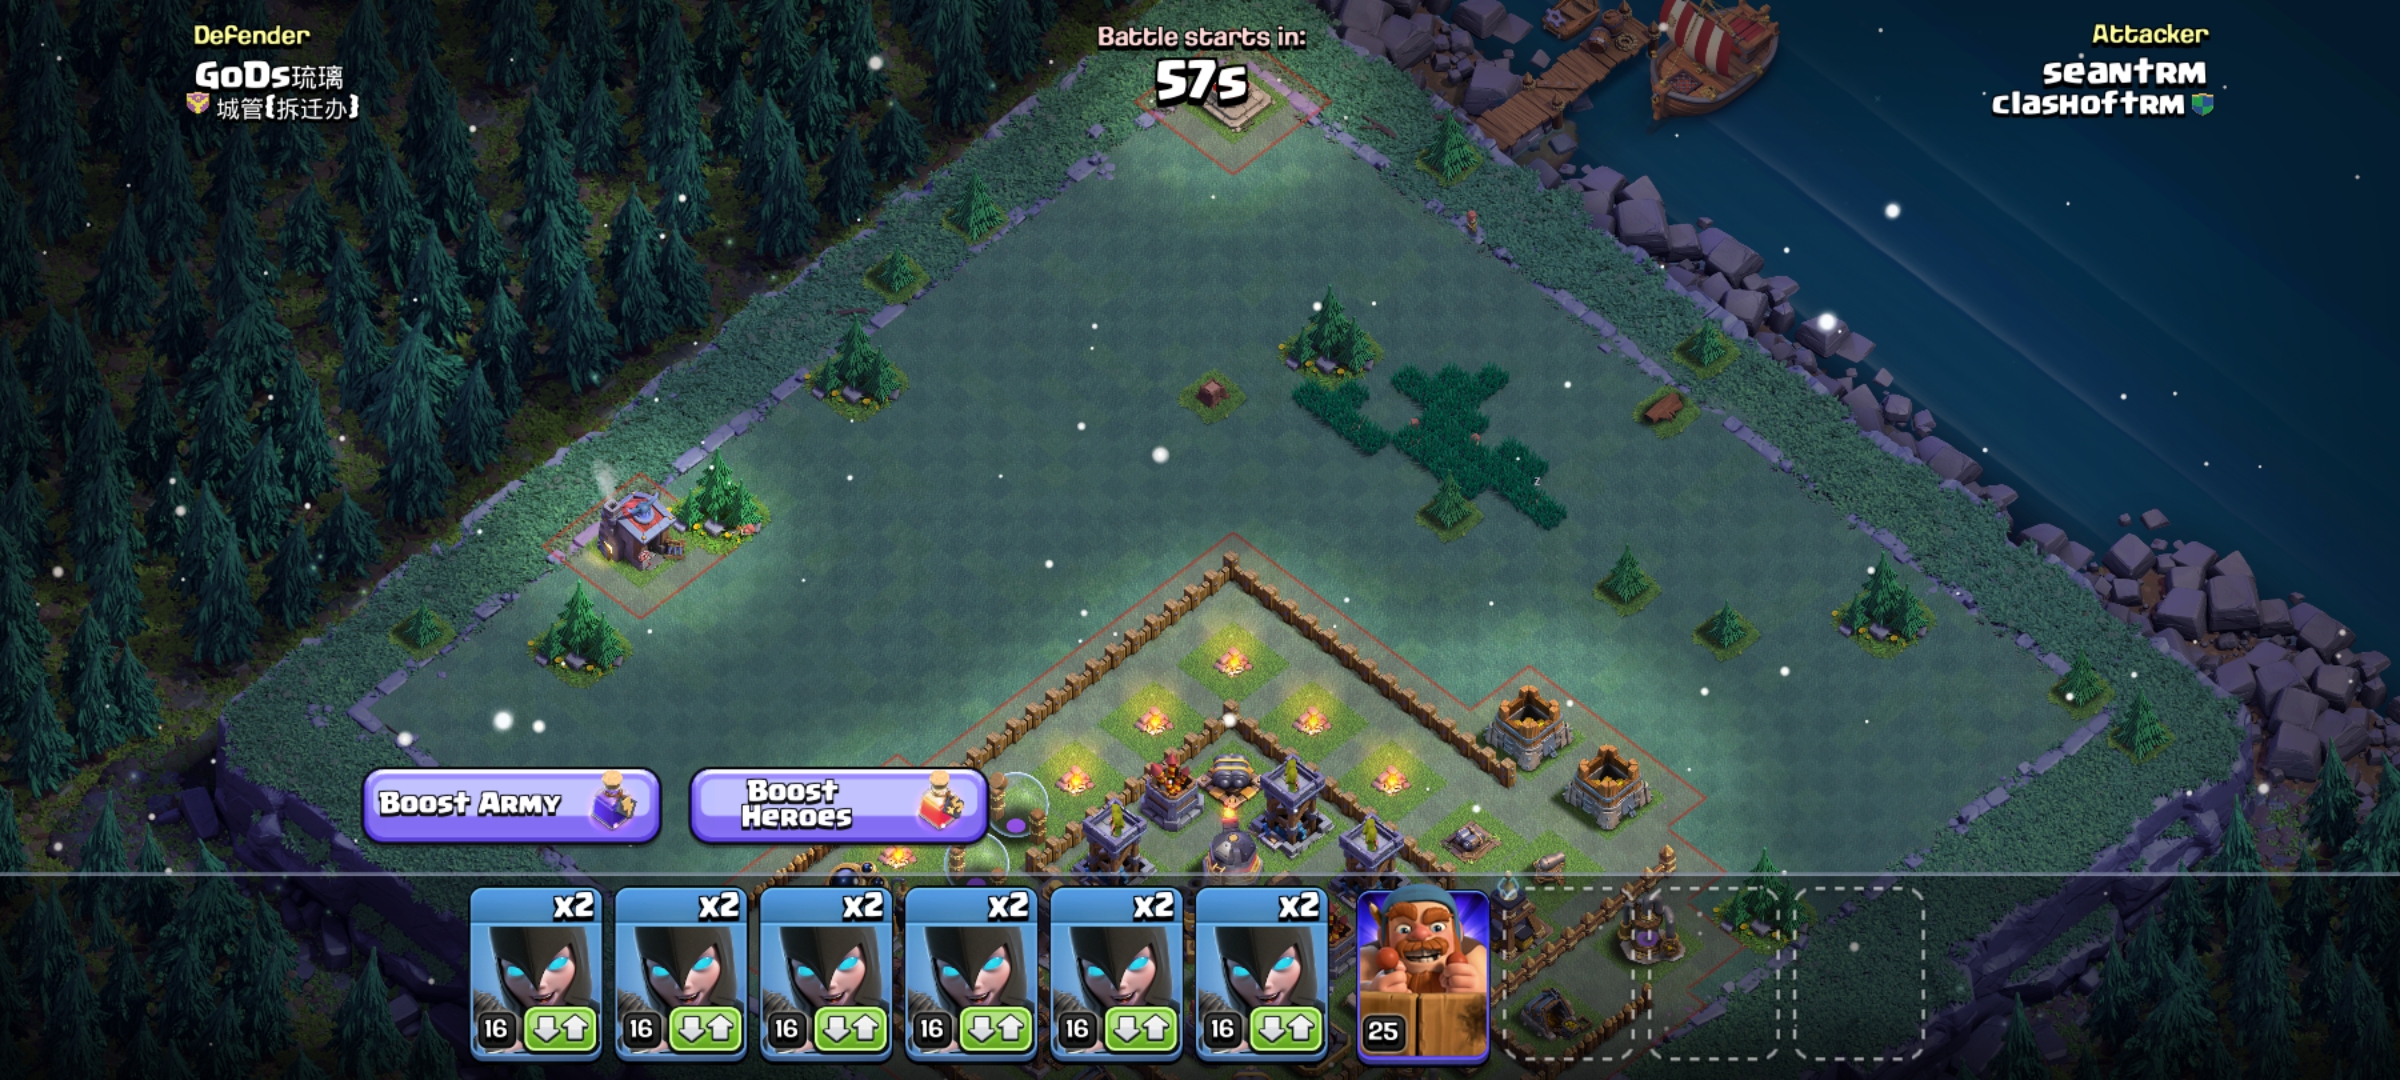 Defender
GoDs琉璃
城管{拆迁办}
Battle starts in:
57s
Attacker
seantRM
clashoftRM
z
Boost Army
Boost Heroes
x2
x2
x2
x2
x2
x2
16
16
16
16
16
16
25